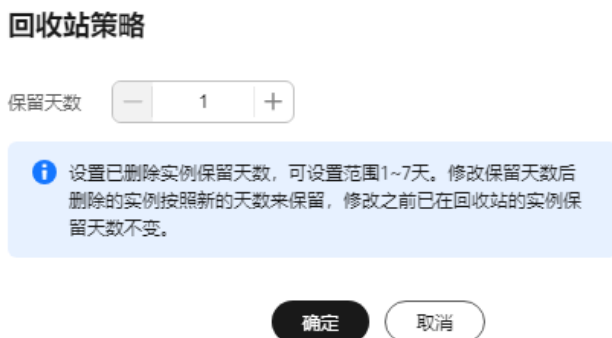 回收站策略
保留天数
1
设置已删除实例保留天数，可设置范围1~7天。修改保留天数后
删除的实例按照新的天数来保留，修改之前已在回收站的实例保
留天数不变。
确定 取消